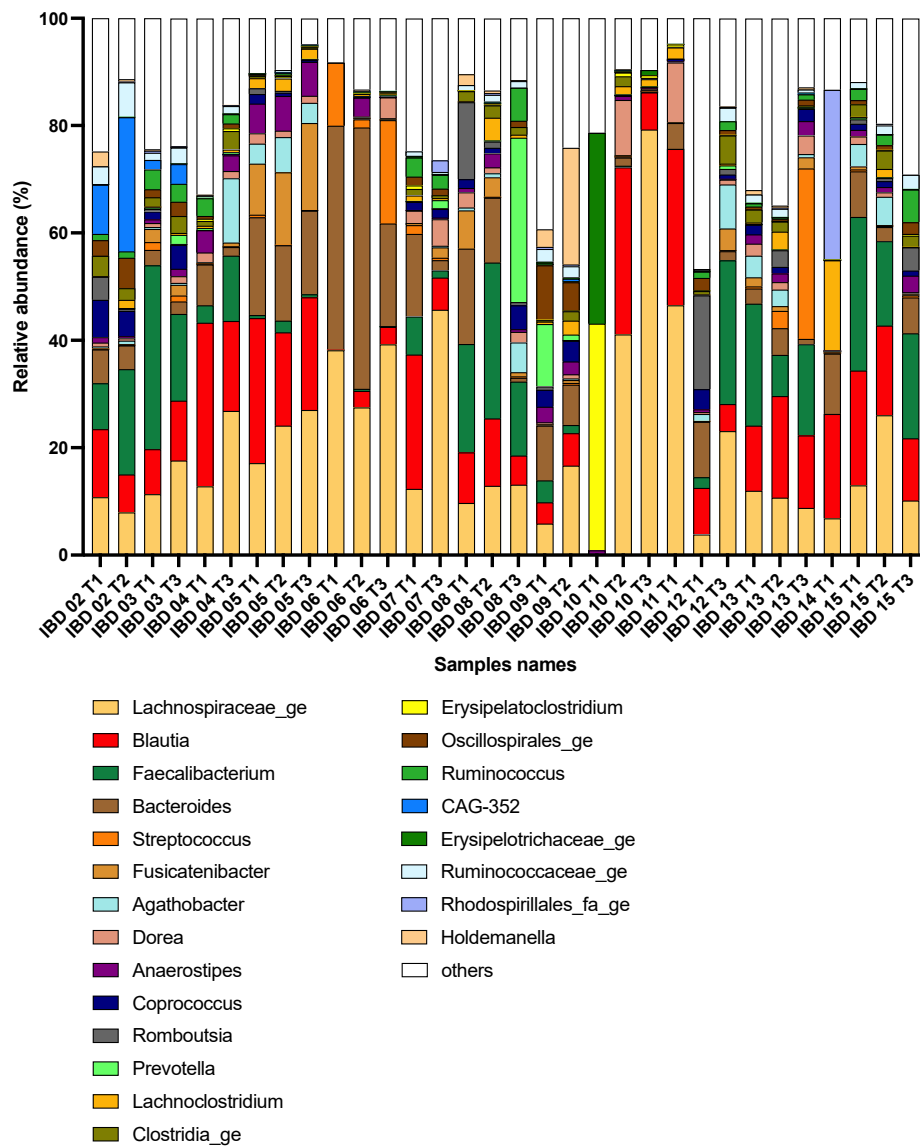 100
80
60
40
20
0
Relative abundance (%)
IBD 02 T1
IBD 02 T2
IBD 03 T1
IBD 03 T3
IBD 04 T1
IBD 04 T3
IBD 05 T1
IBD 05 T2
IBD 05 T3
IBD 06 T1
IBD 06 T2
IBD 06 T3
IBD 07 T1
IBD 07 T3
IBD 08 T1
IBD 08 T2
IBD 08 T3
IBD 09 T1
IBD 09 T2
IBD 10 T1
IBD 10 T2
IBD 10 T3
IBD 11 T1
IBD 12 T1
IBD 12 T3
IBD 13 T1
IBD 13 T2
IBD 13 T3
IBD 14 T1
IBD 15 T1
IBD 15 T2
IBD 15 T3
Samples names
Lachnospiraceae_ge
Blautia
Faecalibacterium
Bacteroides
Streptococcus
Fusicatenibacter
Agathobacter
Dorea
Anaerostipes
Coprococcus
Romboutsia
Prevotella
Lachnoclostridium
Clostridia_ge
Erysipelatoclostridium
Oscillospirales_ge
Ruminococcus
CAG-352
Erysipelotrichaceae_ge
Ruminococcaceae_ge
Rhodospirillales_fa_ge
Holdemanella
others